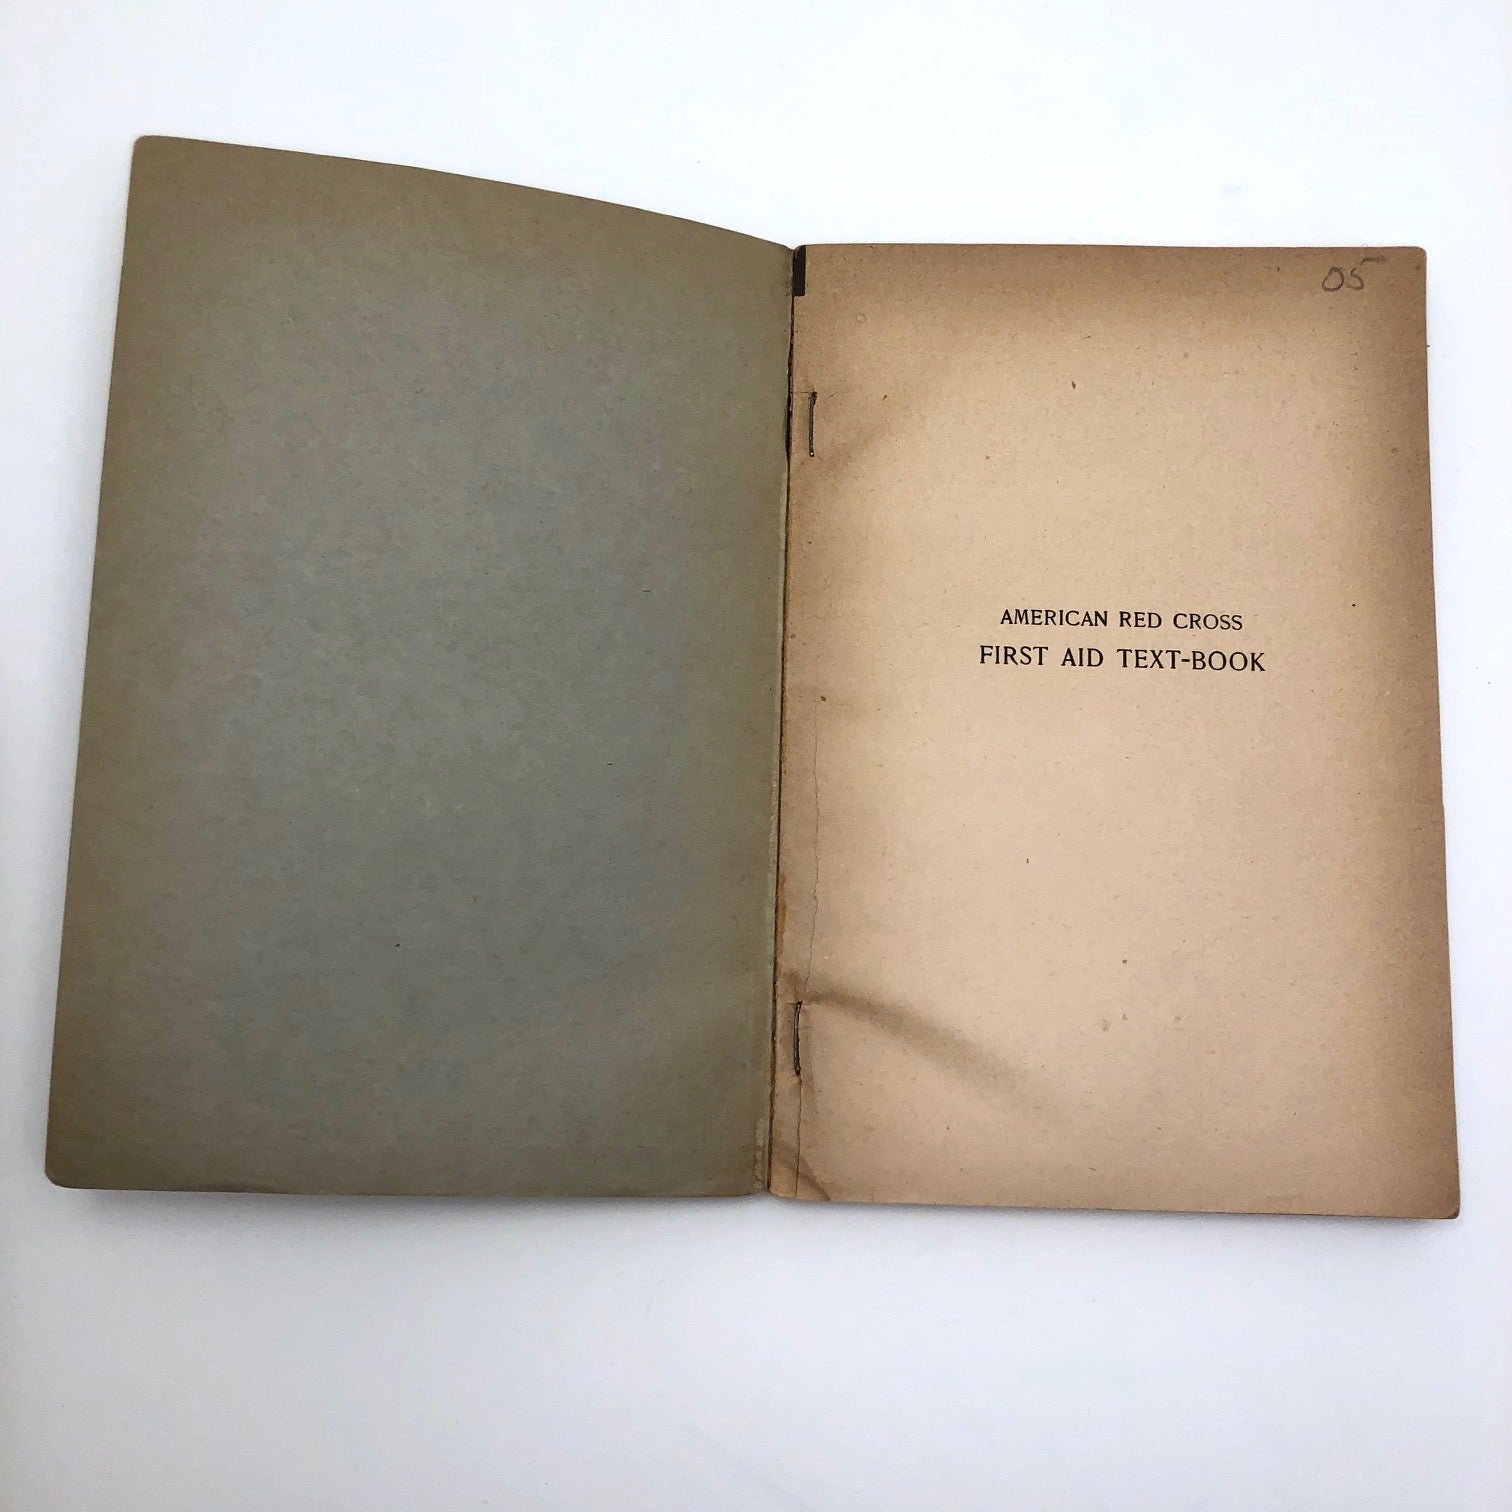 05
AMERICAN RED CROSS
FIRST AID TEXT-BOOK